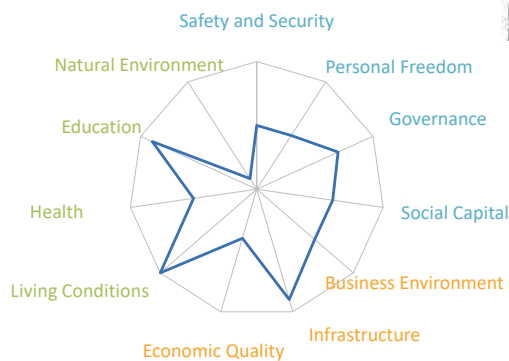 Safety and Security
Natural Environment
Personal Freedom
Education
Governance
Health
Social Capital
Living Conditions
Business Environment
Infrastructure
Economic Quality